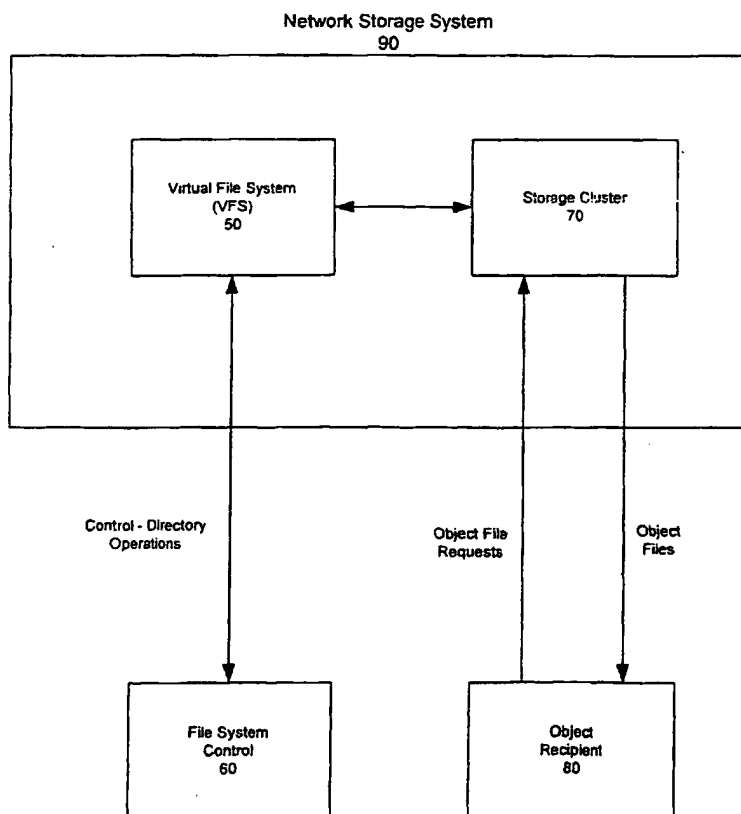 Network Storage System
90
Virtual File System
(VFS)
50
Storage Cluster
70
Control - Directory
Operations
Object File
Requests
Object
Files
File System
Control
60
Object
Recipient
80